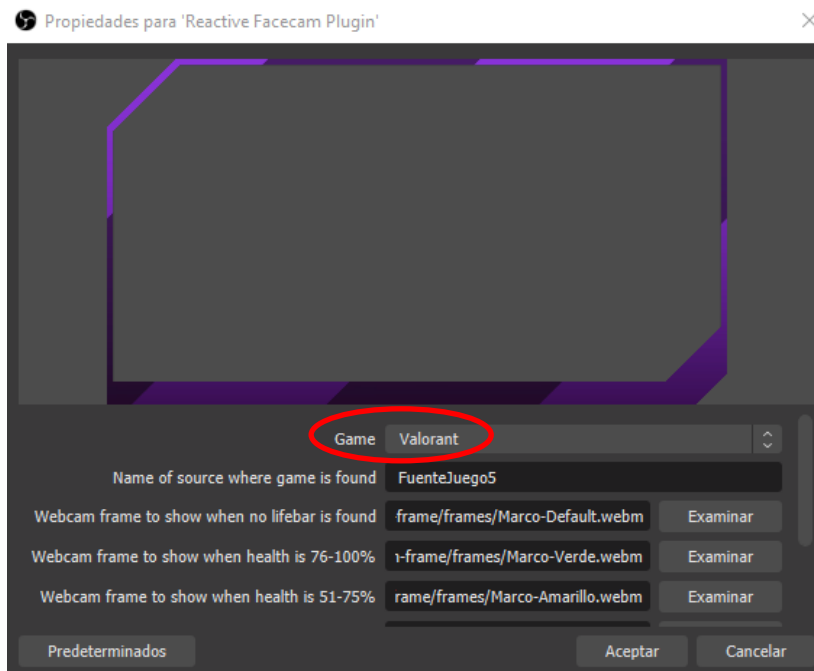 Propiedades para 'Reactive Facecam Plugin'
Game Valorant
Name of source where game is found FuenteJuego5
Webcam frame to show when no lifebar is found frame/frames/Marco-Default.webm Examinar
Webcam frame to show when health is 76-100% -frame/frames/Marco-Verde.webm Examinar
Webcam frame to show when health is 51-75% rame/frames/Marco-Amarillo.webm Examinar
Predeterminados Aceptar Cancelar